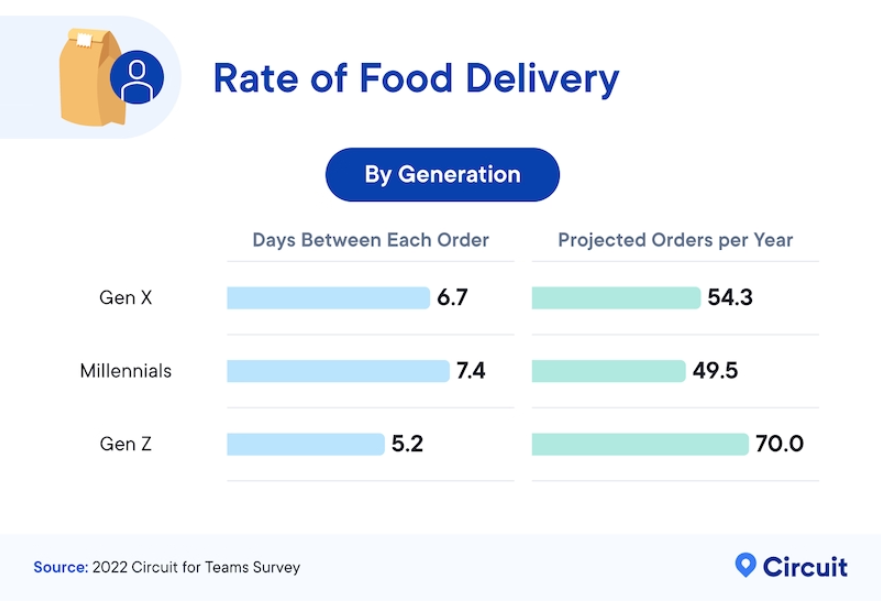 Rate of Food Delivery
By Generation
Days Between Each Order
Projected Orders per Year
Gen X
6.7
54.3
Millennials
7.4
49.5
Gen Z
5.2
70.0
Source: 2022 Circuit for Teams Survey
Circuit